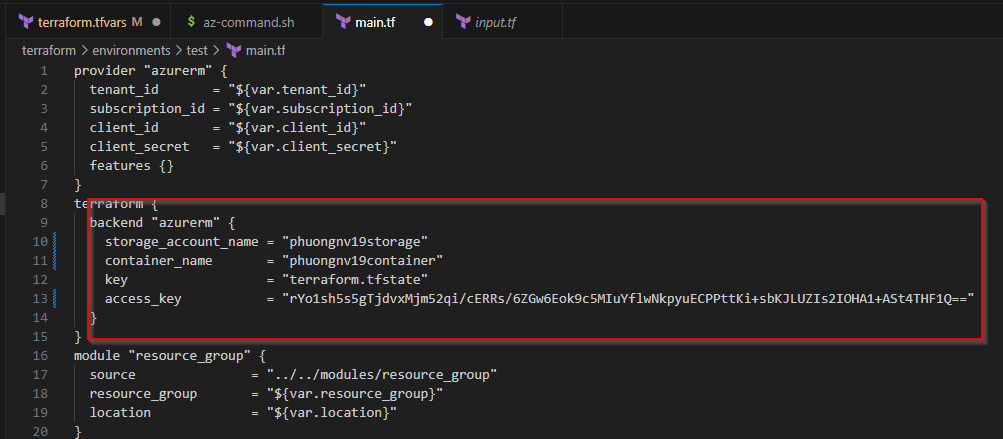 terraform.tfvars M
$ az-command.sh
main.tf
input.tf
terraform > environments > test > main.tf
1 provider "azurerm" {
2 tenant_id = "${var.tenant_id}"
3 subscription_id = "${var.subscription_id}"
4 client_id = "${var.client_id}"
5 client_secret = "${var.client_secret}"
6 features {}
7 }
8 terraform {
9 backend "azurerm" {
10 storage_account_name = "phuongnv19storage"
11 container_name = "phuongnv19container"
12 key = "terraform.tfstate"
13 access_key = "rYo1sh5s5gTjdvxMjm52qi/cERRs/6ZGw6Eok9c5MIuYflwNkpyuECPPttKi+sbKJLUZIs2IOHA1+ASt4THF1Q=="
14 }
15 }
16 module "resource_group" {
17 source = "../../modules/resource_group"
18 resource_group = "${var.resource_group}"
19 location = "${var.location}"
20 }